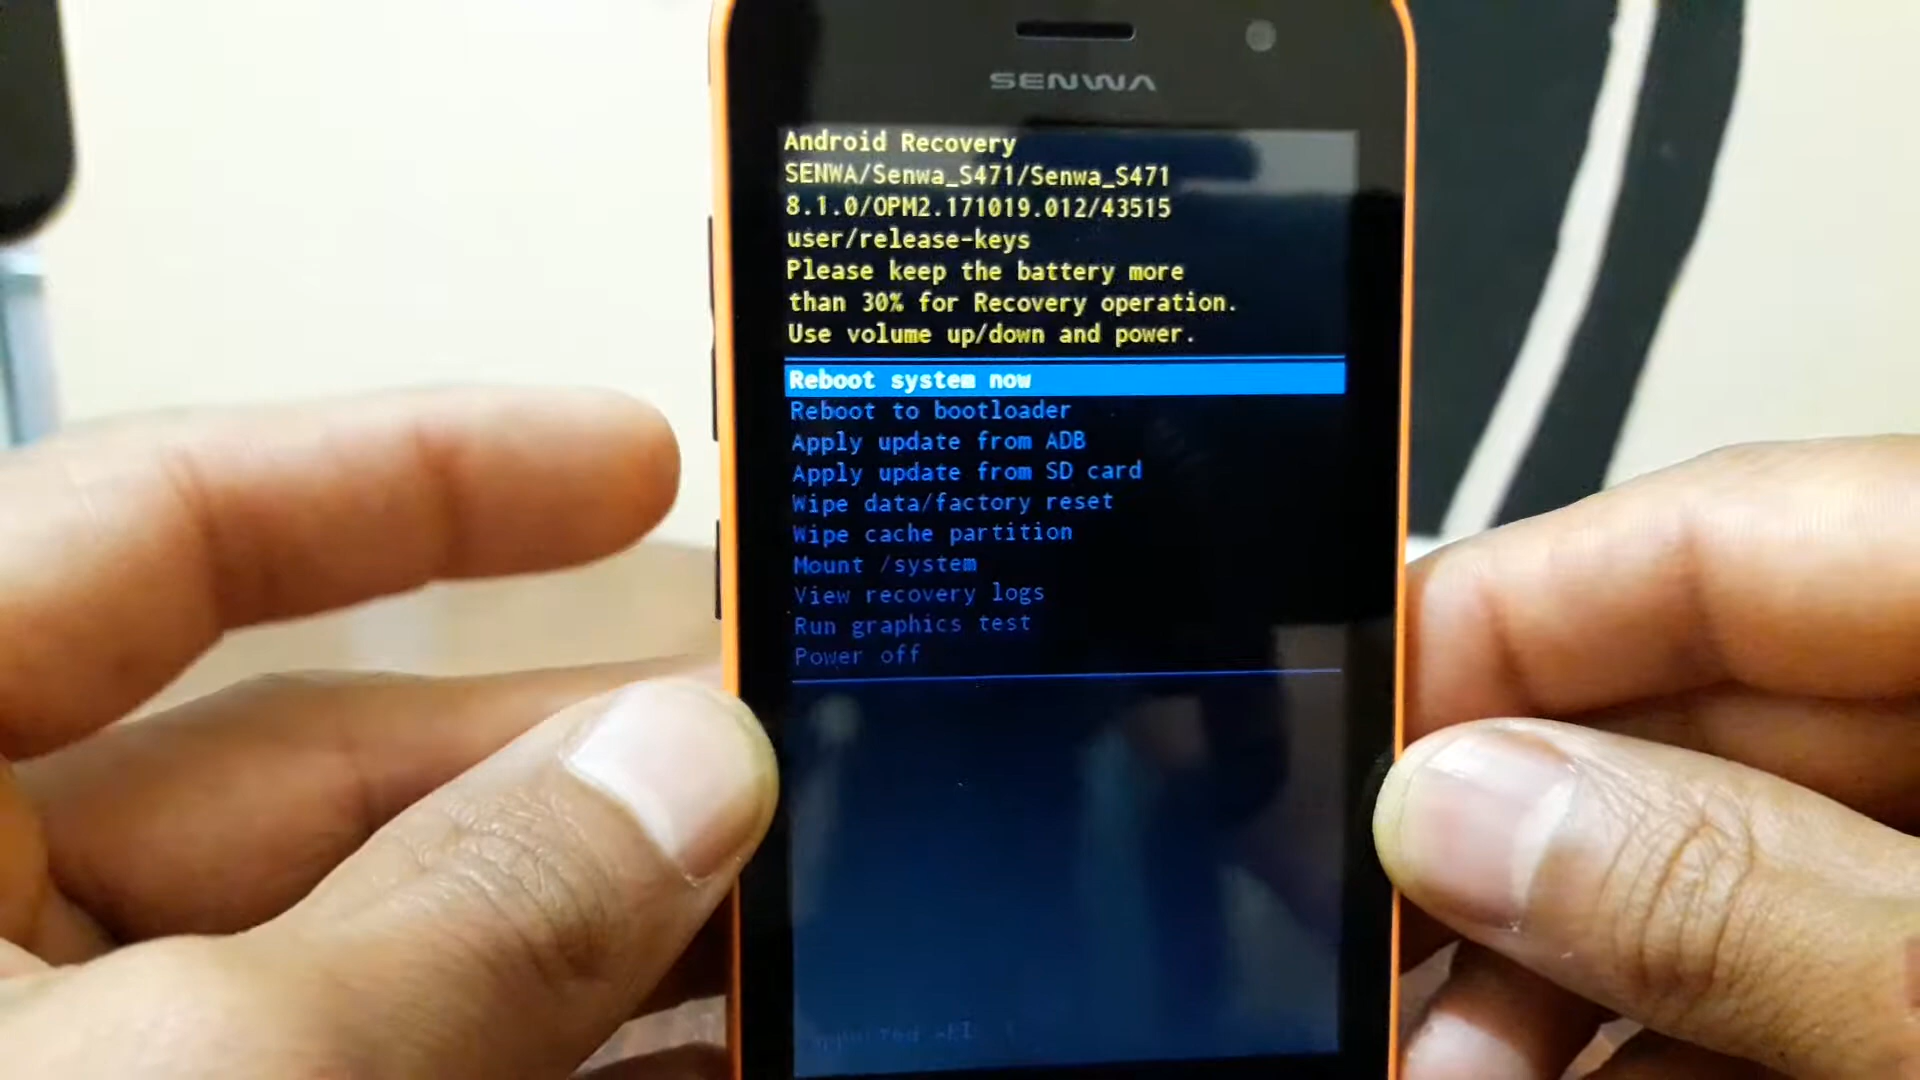 SENWA
Android Recovery
SENWA/Senwa_S471/Senwa_S471
8.1.0/OPM2.171019.012/43515
user/release-keys
Please keep the battery more
than 30% for Recovery operation.
Use volume up/down and power.
Reboot system now
Reboot to bootloader
Apply update from ADB
Apply update from SD card
Wipe data/factory reset
Wipe cache partition
Mount /system
View recovery logs
Run graphics test
Power off